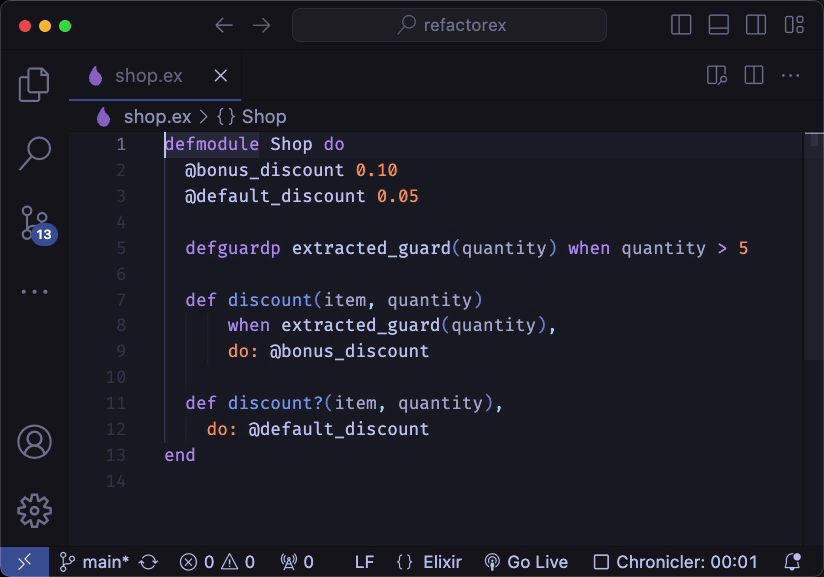 refactorex
shop.ex
shop.ex > {} Shop
1 defmodule Shop do
2 @bonus_discount 0.10
3 @default_discount 0.05
4
5 defguardp extracted_guard(quantity) when quantity > 5
6
7 def discount(item, quantity)
8 when extracted_guard(quantity),
9 do: @bonus_discount
10
11 def discount?(item, quantity),
12 do: @default_discount
13 end
14
13
main* 0 0 0 LF {} Elixir Go Live Chronicler: 00:01